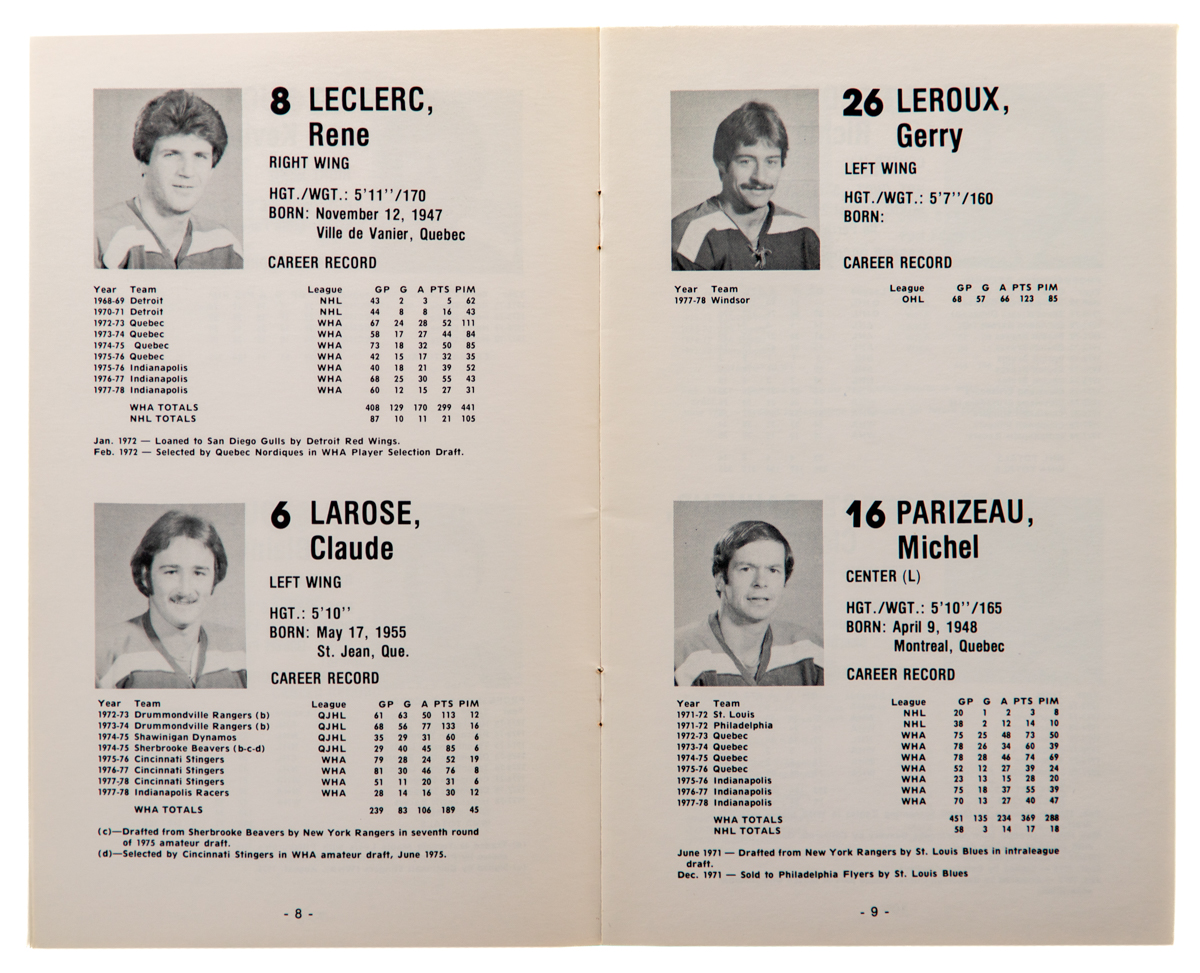 8 LECLERC,
Rene
RIGHT WING
HGT./WGT.: 5'11''/170
BORN: November 12, 1947
Ville de Vanier, Quebec
CAREER RECORD
Year Team League GP G A PTS PIM
1968-69 Detroit NHL 43 2 3 5 62
1970-71 Detroit NHL 44 8 8 16 43
1972-73 Quebec WHA 67 24 28 52 111
1973-74 Quebec WHA 58 17 27 44 84
1974-75 Quebec WHA 73 18 32 50 85
1975-76 Quebec WHA 42 15 17 32 35
1975-76 Indianapolis WHA 40 18 21 39 52
1976-77 Indianapolis WHA 68 25 30 55 43
1977-78 Indianapolis WHA 60 12 15 27 31
WHA TOTALS 408 129 170 299 441
NHL TOTALS 87 10 11 21 105
Jan. 1972 — Loaned to San Diego Gulls by Detroit Red Wings.
Feb. 1972 — Selected by Quebec Nordiques in WHA Player Selection Draft.
6 LAROSE,
Claude
LEFT WING
HGT.: 5'10''
BORN: May 17, 1955
St. Jean, Que.
CAREER RECORD
Year Team League GP G A PTS PIM
1972-73 Drummondville Rangers (b) QJHL 61 63 50 113 12
1973-74 Drummondville Rangers (b) QJHL 68 56 77 133 16
1974-75 Shawinigan Dynamos QJHL 35 29 31 60 6
1974-75 Sherbrooke Beavers (b-c-d) QJHL 29 40 45 85 6
1975-76 Cincinnati Stingers WHA 79 28 24 52 19
1976-77 Cincinnati Stingers WHA 81 30 46 76 8
1977-78 Cincinnati Stingers WHA 51 11 20 31 6
1977-78 Indianapolis Racers WHA 28 14 16 30 12
WHA TOTALS 239 83 106 189 45
(c)—Drafted from Sherbrooke Beavers by New York Rangers in seventh round
of 1975 amateur draft.
(d)—Selected by Cincinnati Stingers in WHA amateur draft, June 1975.
- 8 -
26 LEROUX,
Gerry
LEFT WING
HGT./WGT.: 5'7''/160
BORN:
CAREER RECORD
Year Team League GP G A PTS PIM
1977-78 Windsor OHL 68 57 66 123 85
16 PARIZEAU,
Michel
CENTER (L)
HGT./WGT.: 5'10''/165
BORN: April 9, 1948
Montreal, Quebec
CAREER RECORD
Year Team League GP G A PTS PIM
1971-72 St. Louis NHL 20 1 2 3 8
1971-72 Philadelphia NHL 38 2 12 14 10
1972-73 Quebec WHA 75 25 48 73 50
1973-74 Quebec WHA 78 26 34 60 39
1974-75 Quebec WHA 78 28 46 74 69
1975-76 Quebec WHA 52 12 27 39 24
1975-76 Indianapolis WHA 23 13 15 28 20
1976-77 Indianapolis WHA 75 18 37 55 39
1977-78 Indianapolis WHA 70 13 27 40 47
WHA TOTALS 451 135 234 369 288
NHL TOTALS 58 3 14 17 18
June 1971 — Drafted from New York Rangers by St. Louis Blues in intraleague
draft.
Dec. 1971 — Sold to Philadelphia Flyers by St. Louis Blues
- 9 -